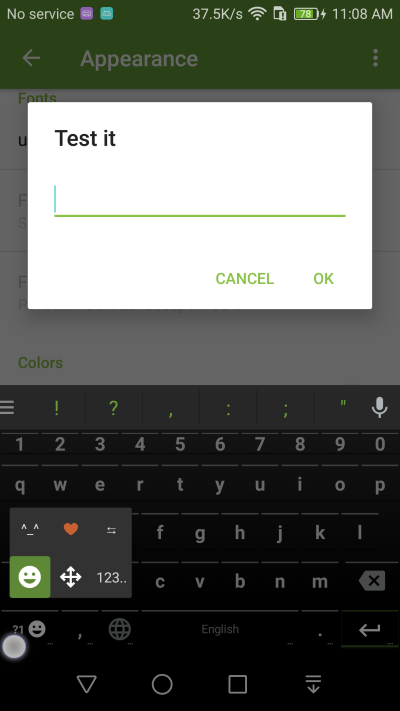 No service 37.5K/s 78 11:08 AM
Appearance
Fonts
Test it
CANCEL OK
Colors
! ? , : ; "
1 2 3 4 5 6 7 8 9 0
q w e r t y u i o p
f g h j k l
^_^
c v b n m
123..
?1 , English .